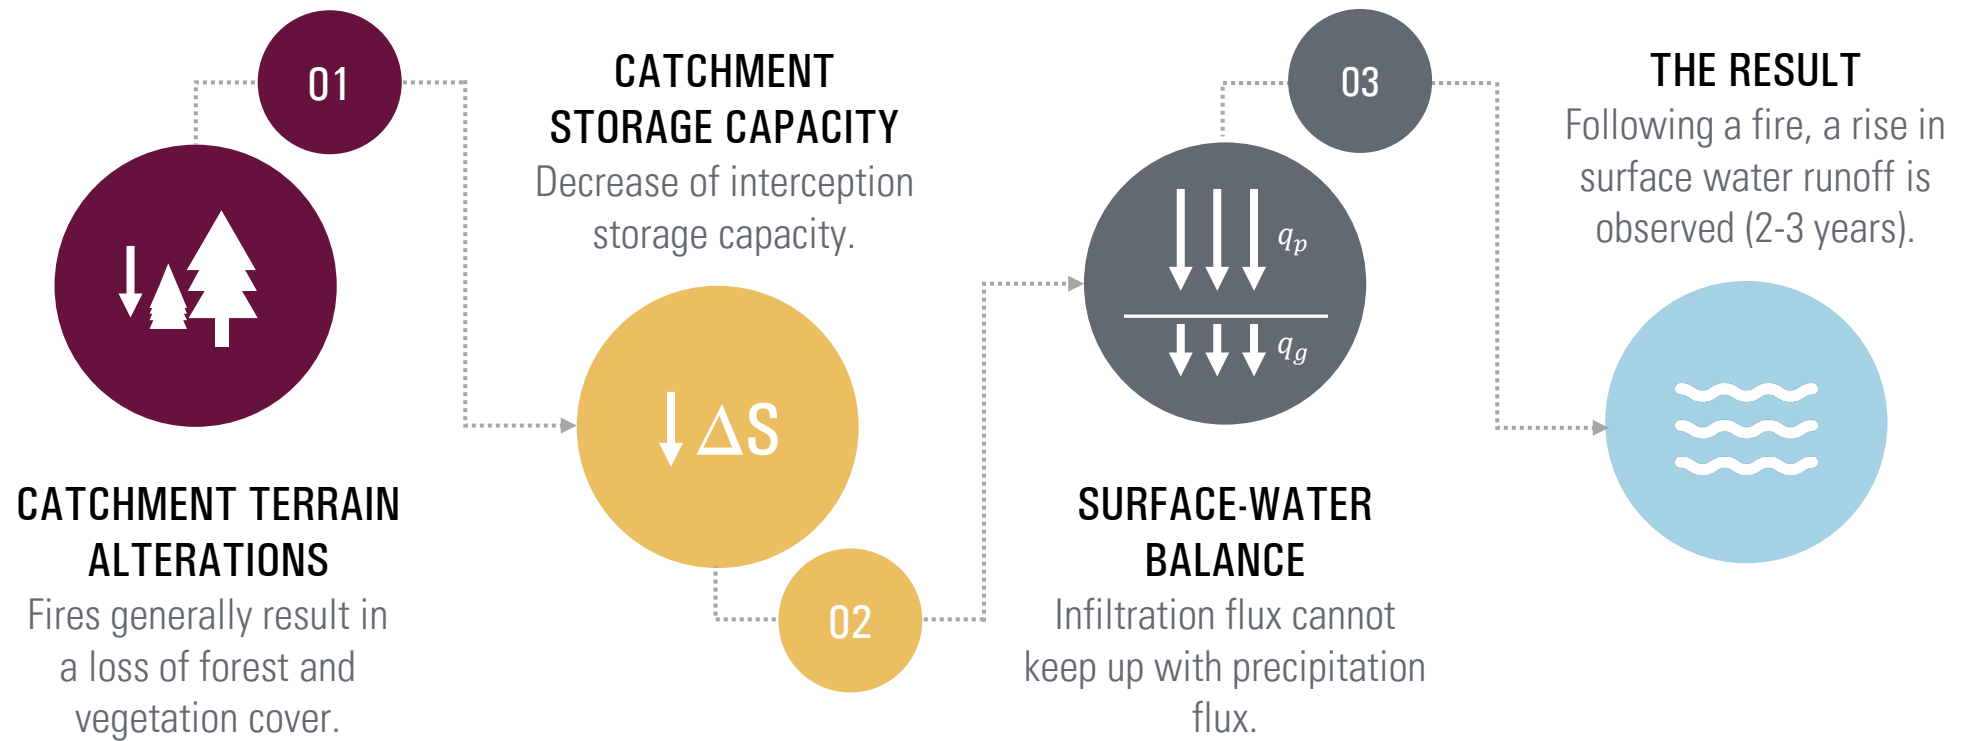 01
CATCHMENT TERRAIN
ALTERATIONS
Fires generally result in
a loss of forest and
vegetation cover.
CATCHMENT
STORAGE CAPACITY
Decrease of interception
storage capacity.
ΔS
02
03
q_p
q_g
SURFACE-WATER
BALANCE
Infiltration flux cannot
keep up with precipitation
flux.
THE RESULT
Following a fire, a rise in
surface water runoff is
observed (2-3 years).